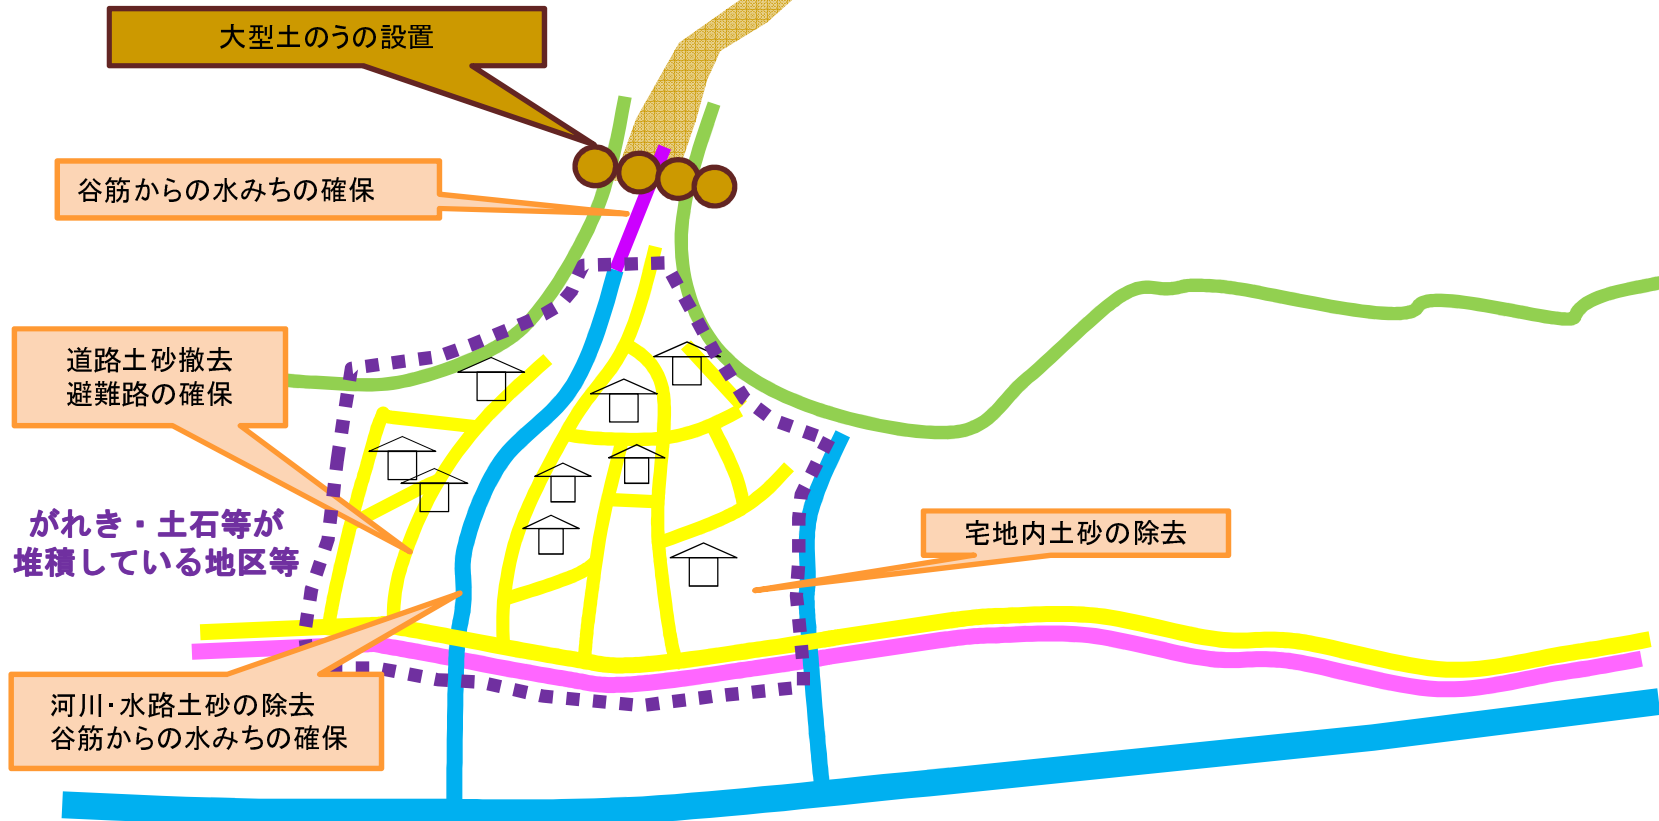 大型土のうの設置
谷筋からの水みちの確保
道路土砂撤去
避難路の確保
がれき・土石等が
堆積している地区等
宅地内土砂の除去
河川・水路土砂の除去
谷筋からの水みちの確保